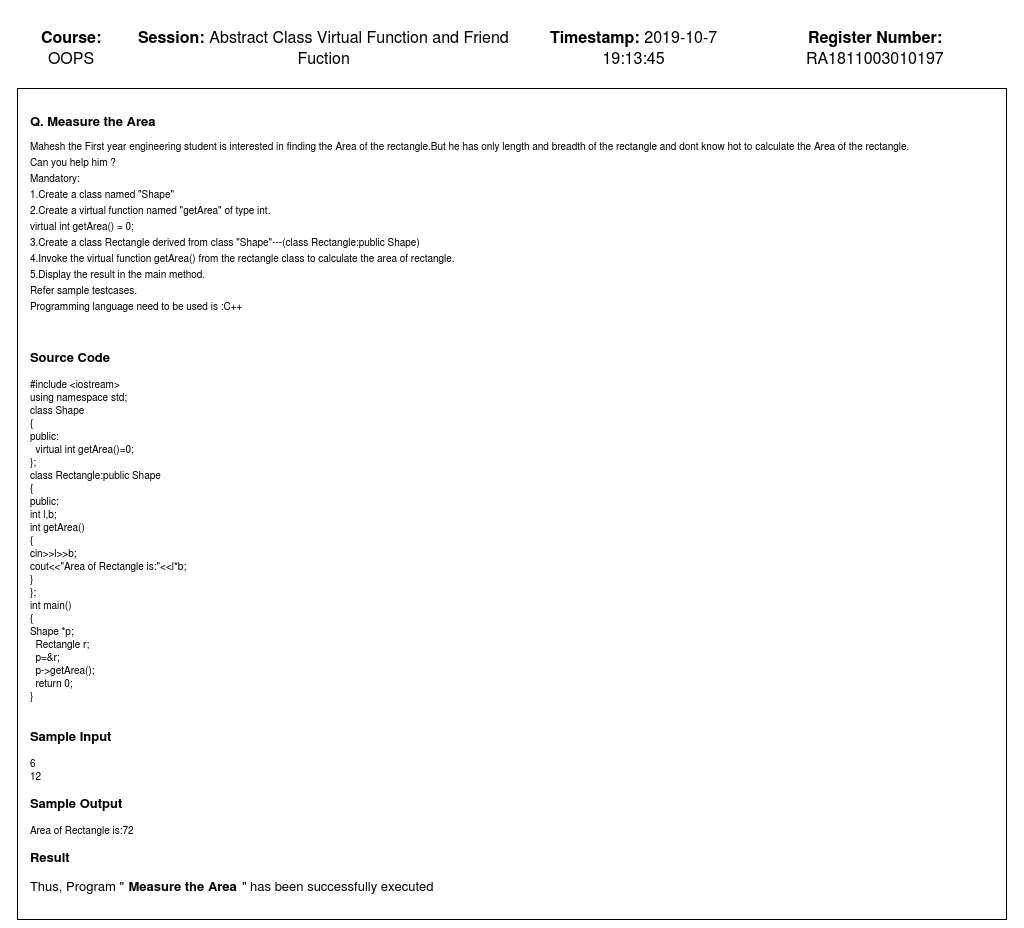 Course: OOPS
Session: Abstract Class Virtual Function and Friend Fuction
Timestamp: 2019-10-7 19:13:45
Register Number: RA1811003010197
Q. Measure the Area
Mahesh the First year engineering student is interested in finding the Area of the rectangle.But he has only length and breadth of the rectangle and dont know hot to calculate the Area of the rectangle.
Can you help him ?
Mandatory:
1.Create a class named "Shape"
2.Create a virtual function named "getArea" of type int.
virtual int getArea() = 0;
3.Create a class Rectangle derived from class "Shape"---(class Rectangle:public Shape)
4.Invoke the virtual function getArea() from the rectangle class to calculate the area of rectangle.
5.Display the result in the main method.
Refer sample testcases.
Programming language need to be used is :C++
Source Code
#include <iostream>
using namespace std;
class Shape
{
public:
  virtual int getArea()=0;
};
class Rectangle:public Shape
{
public:
int l,b;
int getArea()
{
cin>>l>>b;
cout<<"Area of Rectangle is:"<<l*b;
}
};
int main()
{
Shape *p;
  Rectangle r;
  p=&r;
  p->getArea();
  return 0;
}
Sample Input
6
12
Sample Output
Area of Rectangle is:72
Result
Thus, Program " Measure the Area " has been successfully executed